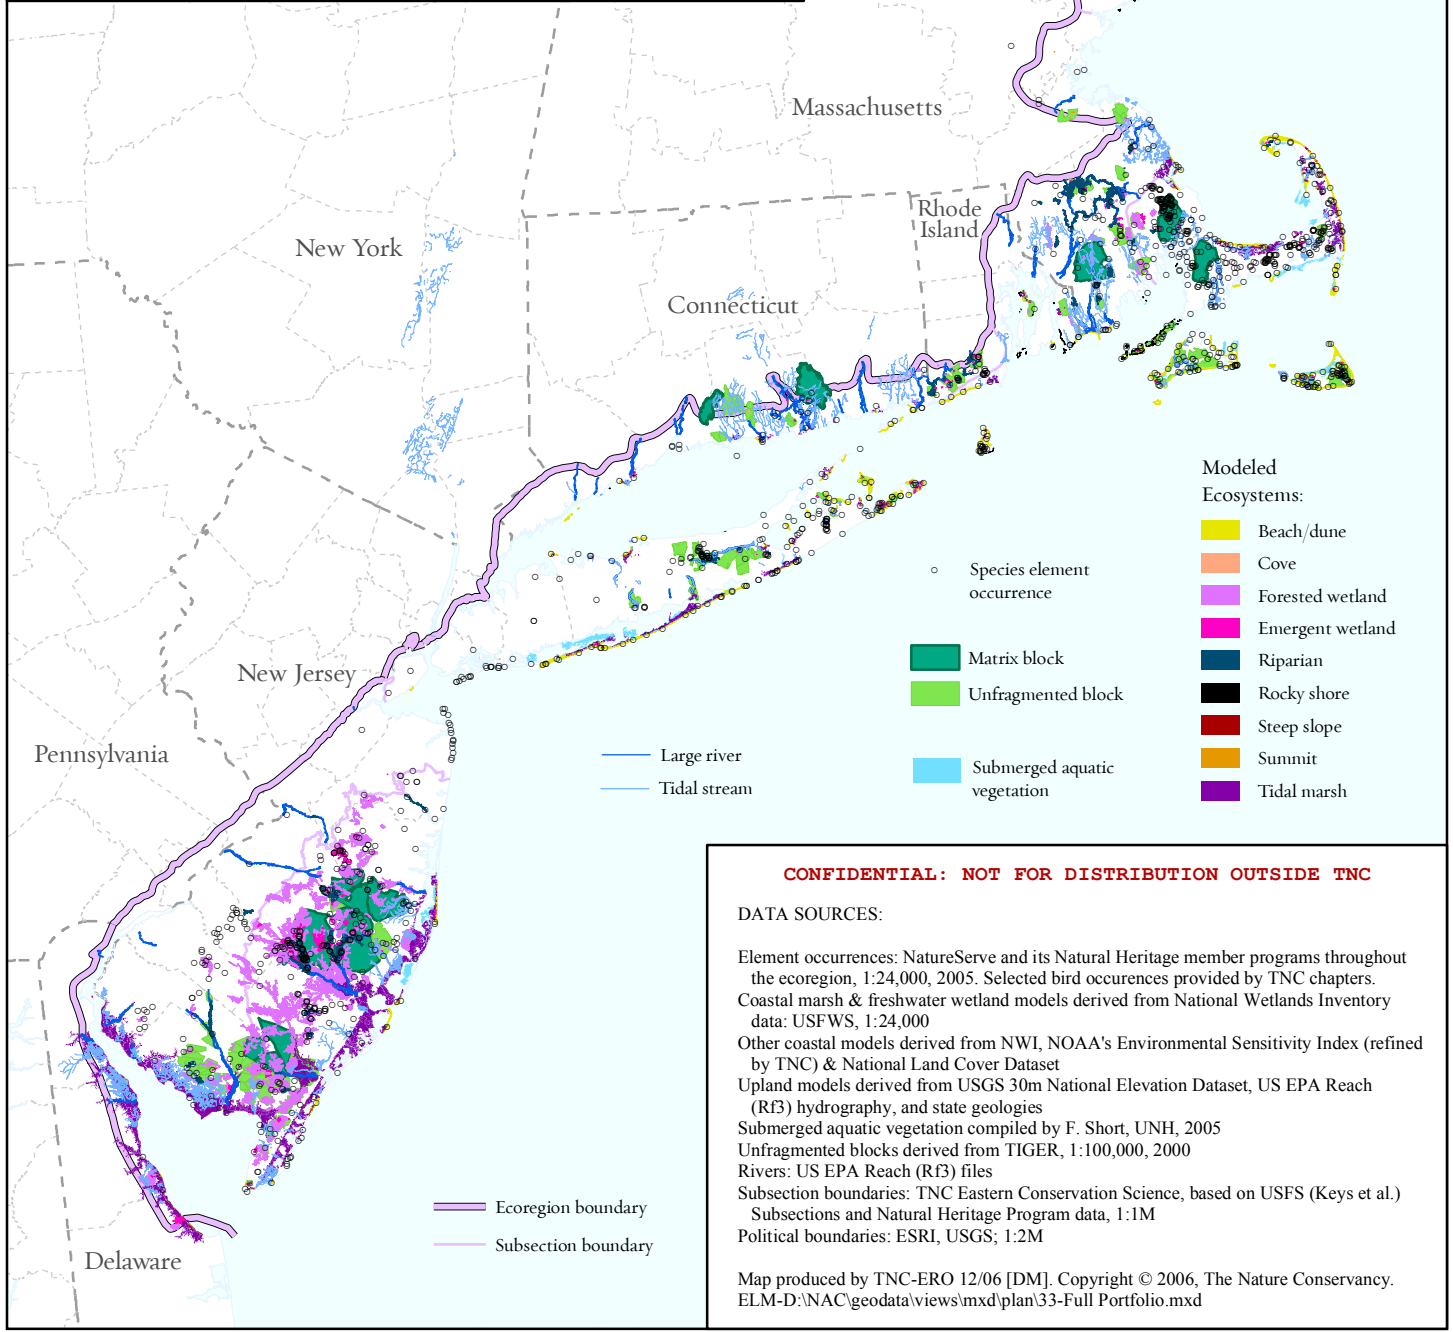 Massachusetts
Rhode
Island
New York
Connecticut
New Jersey
Pennsylvania
Delaware
Modeled
Ecosystems:
Beach/dune
Cove
Forested wetland
Emergent wetland
Riparian
Rocky shore
Steep slope
Summit
Tidal marsh
Species element
occurrence
Matrix block
Unfragmented block
Submerged aquatic
vegetation
Large river
Tidal stream
Ecoregion boundary
Subsection boundary
CONFIDENTIAL: NOT FOR DISTRIBUTION OUTSIDE TNC
DATA SOURCES:
Element occurrences: NatureServe and its Natural Heritage member programs throughout
the ecoregion, 1:24,000, 2005. Selected bird occurences provided by TNC chapters.
Coastal marsh & freshwater wetland models derived from National Wetlands Inventory
data: USFWS, 1:24,000
Other coastal models derived from NWI, NOAA's Environmental Sensitivity Index (refined
by TNC) & National Land Cover Dataset
Upland models derived from USGS 30m National Elevation Dataset, US EPA Reach
(Rf3) hydrography, and state geologies
Submerged aquatic vegetation compiled by F. Short, UNH, 2005
Unfragmented blocks derived from TIGER, 1:100,000, 2000
Rivers: US EPA Reach (Rf3) files
Subsection boundaries: TNC Eastern Conservation Science, based on USFS (Keys et al.)
Subsections and Natural Heritage Program data, 1:1M
Political boundaries: ESRI, USGS; 1:2M
Map produced by TNC-ERO 12/06 [DM]. Copyright © 2006, The Nature Conservancy.
ELM-D:\NAC\geodata\views\mxd\plan\33-Full Portfolio.mxd